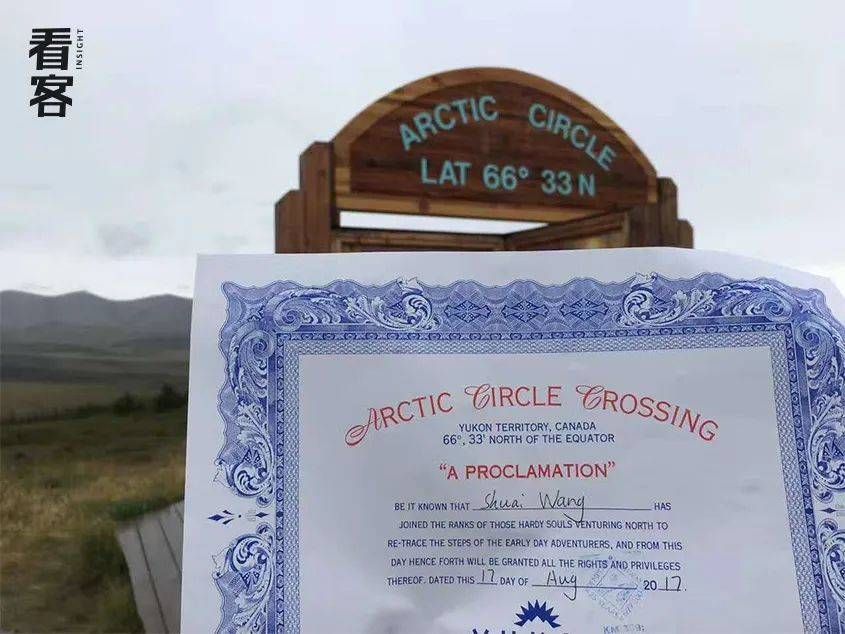 看客
INSIGHT
ARCTIC CIRCLE
LAT 66° 33 N
ARCTIC CIRCLE CROSSING
YUKON TERRITORY, CANADA
66°, 33' NORTH OF THE EQUATOR
"A PROCLAMATION"
BE IT KNOWN THAT Shuai Wang HAS
JOINED THE RANKS OF THOSE HARDY SOULS VENTURING NORTH TO
RE-TRACE THE STEPS OF THE EARLY DAY ADVENTURERS, AND FROM THIS
DAY HENCE FORTH WILL BE GRANTED ALL THE RIGHTS AND PRIVILEGES
THEREOF. DATED THIS 17 DAY OF Aug 2017.